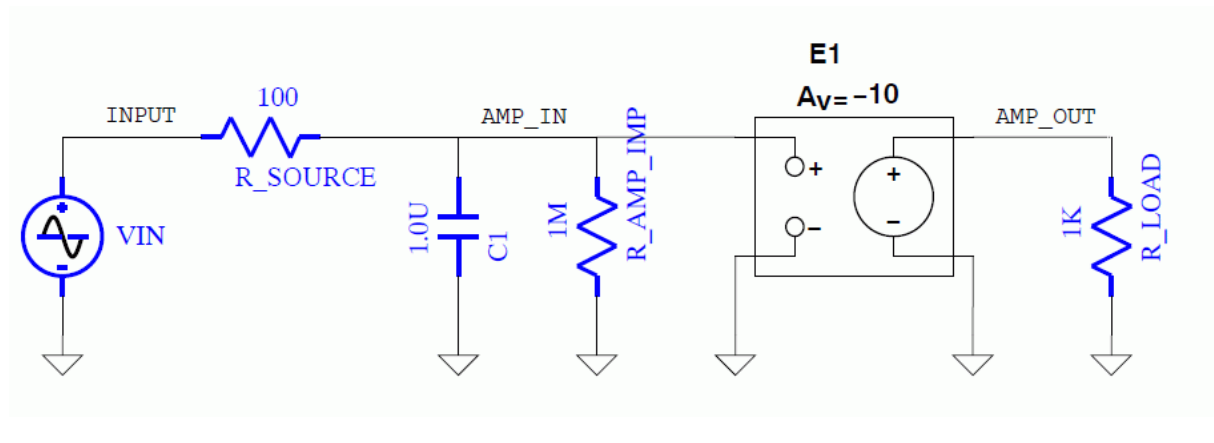 E1
AV=-10
100
INPUT
AMP_IN
AMP_OUT
R_SOURCE
VIN
1.0U
C1
1M
R_AMP_IMP
+
-
+
-
1K
R_LOAD